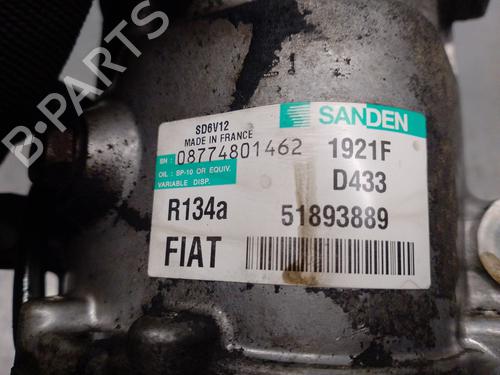 B-PARTS
SD6V12
MADE IN FRANCE
SANDEN
SN: 08774801462
1921F
OIL: SP-10 OR EQUIV.
VARIABLE DISP.
D433
R134a
51893889
FIAT